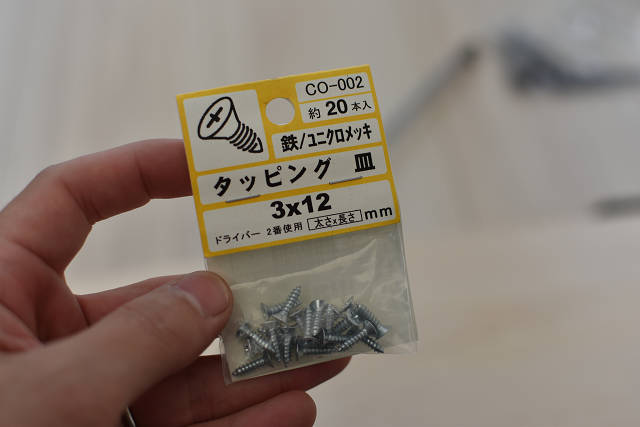 CO-002
約20本入
鉄/ユニクロメッキ
タッピング 皿
3x12 mm
ドライバー 2番使用 太さx長さ